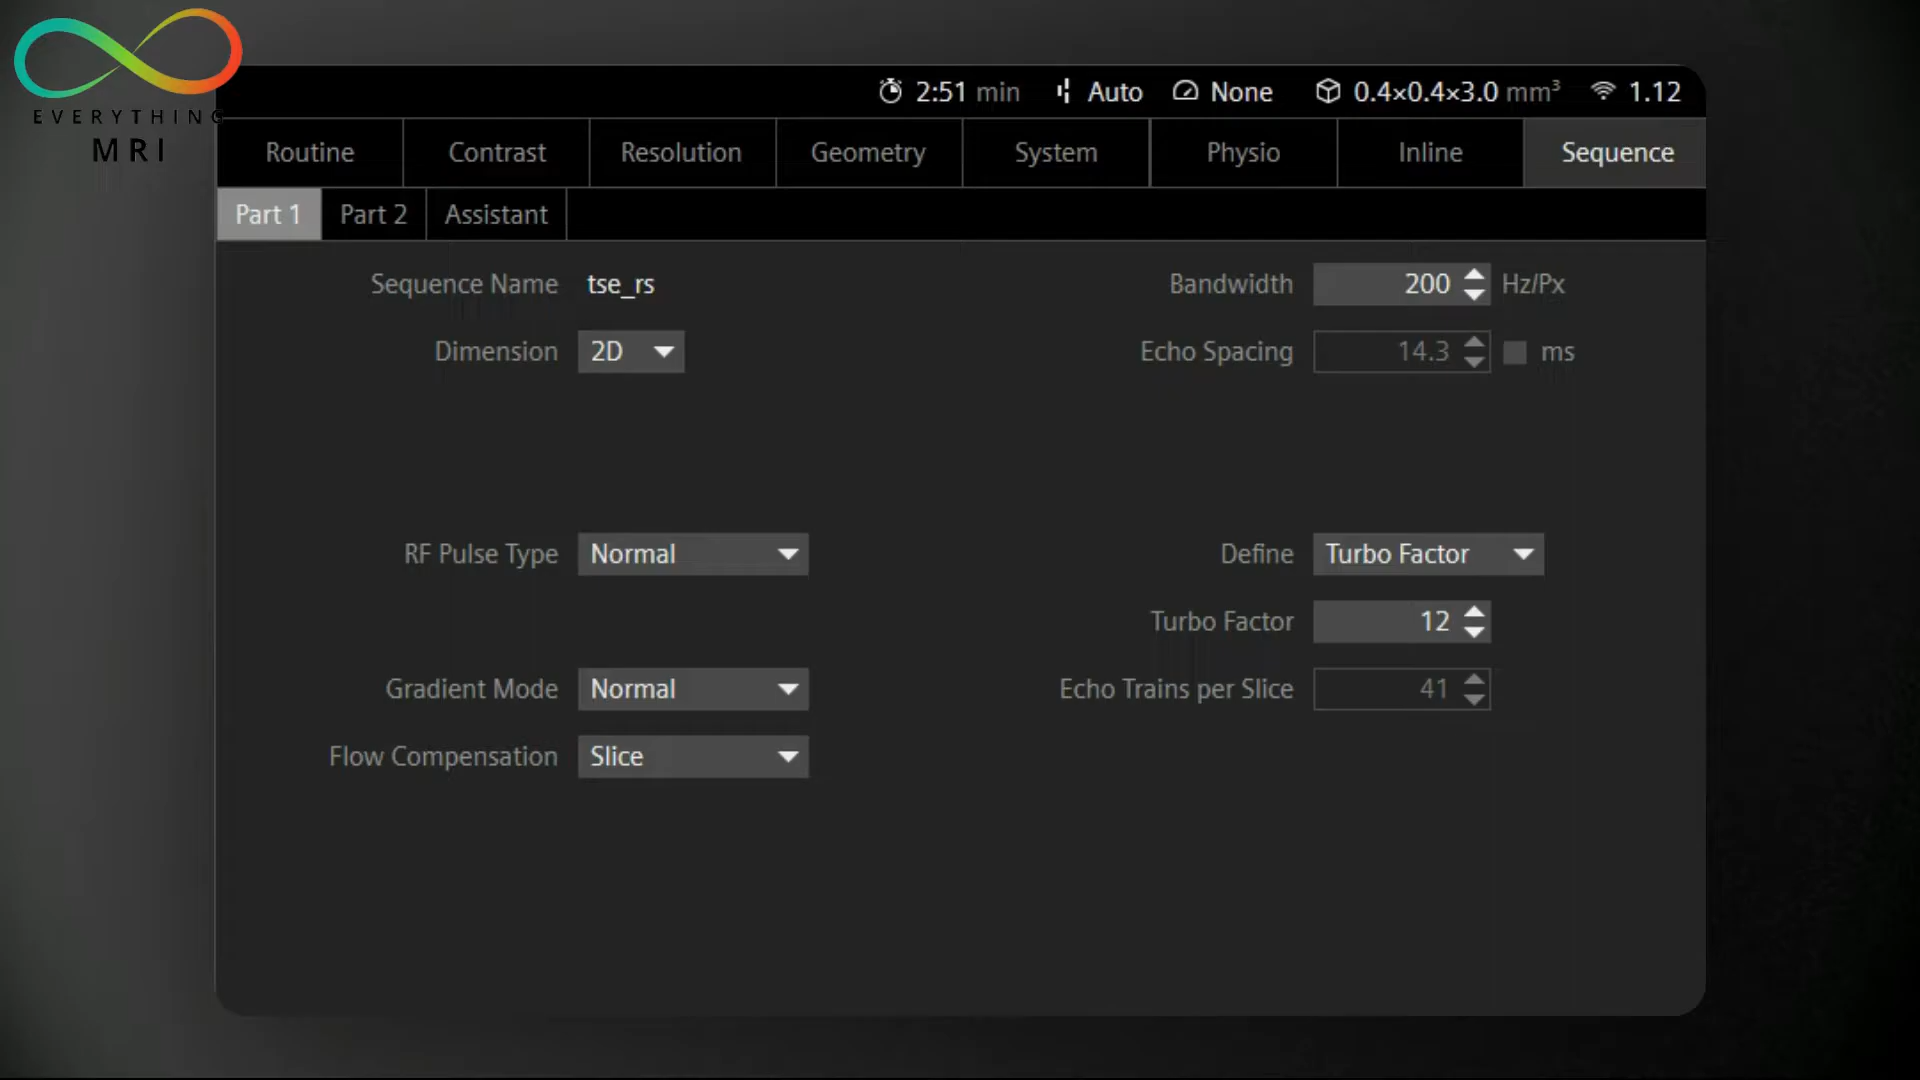 EVERYTHING
MRI
2:51 min Auto None 0.4×0.4×3.0 mm³ 1.12
Routine Contrast Resolution Geometry System Physio Inline Sequence
Part 1 Part 2 Assistant
Sequence Name tse_rs Bandwidth 200 Hz/Px
Dimension 2D Echo Spacing 14.3 ms
RF Pulse Type Normal Define Turbo Factor
Turbo Factor 12
Gradient Mode Normal Echo Trains per Slice 41
Flow Compensation Slice